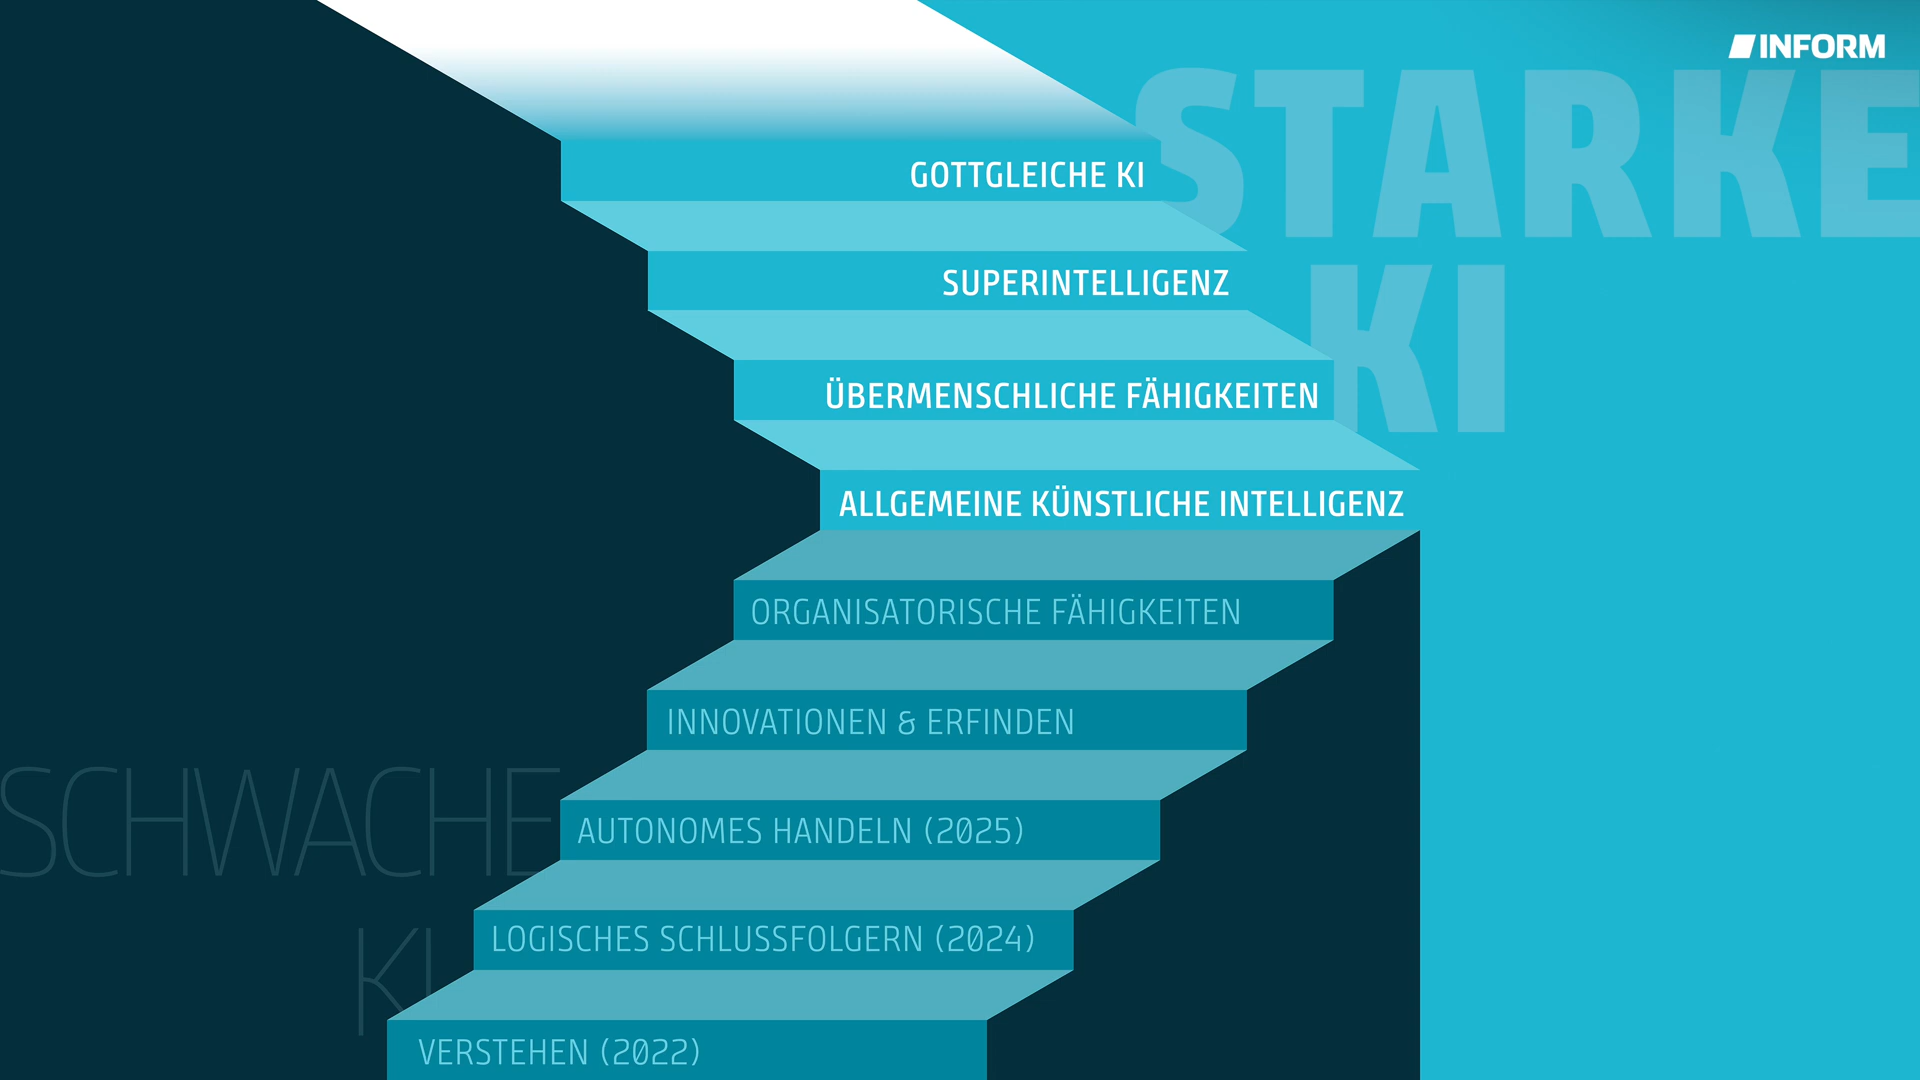 INFORM
STARKE
KI
GOTTGLEICHE KI
SUPERINTELLIGENZ
ÜBERMENSCHLICHE FÄHIGKEITEN
ALLGEMEINE KÜNSTLICHE INTELLIGENZ
ORGANISATORISCHE FÄHIGKEITEN
INNOVATIONEN & ERFINDEN
AUTONOMES HANDELN (2025)
LOGISCHES SCHLUSSFOLGERN (2024)
VERSTEHEN (2022)
SCHWACHE
KI